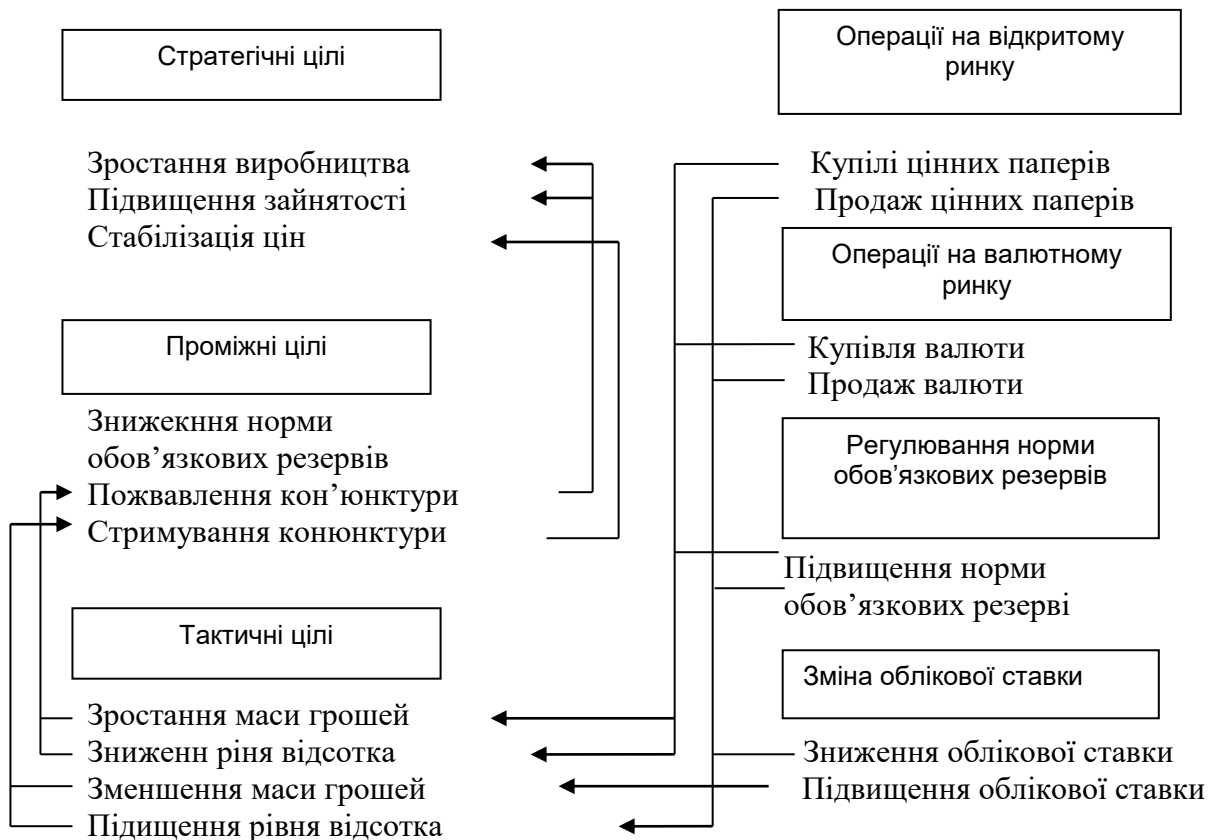 Стратегічні цілі
Зростання виробництва
Підвищення зайнятості
Стабілізація цін
Проміжні цілі
Знижекння норми
обов’язкових резервів
Пожвавлення кон’юнктури
Стримування конюнктури
Тактичні цілі
Зростання маси грошей
Зниженн ріня відсотка
Зменшення маси грошей
Підищення рівня відсотка
Операції на відкритому
ринку
Купілі цінних паперів
Продаж цінних паперів
Операції на валютному
ринку
Купівля валюти
Продаж валюти
Регулювання норми
обов’язкових резервів
Підвищення норми
обов’язкових резерві
Зміна облікової ставки
Зниження облікової ставки
Підвищення облікової ставки